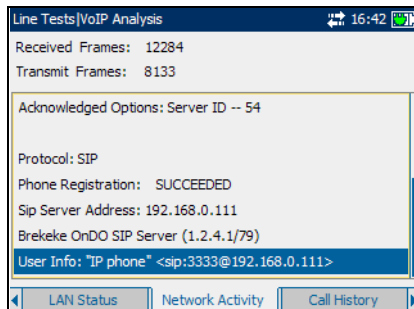 Line Tests|VoIP Analysis 16:42
Received Frames: 12284
Transmit Frames: 8133
Acknowledged Options: Server ID -- 54
Protocol: SIP
Phone Registration: SUCCEEDED
Sip Server Address: 192.168.0.111
Brekeke OnDO SIP Server (1.2.4.1/79)
User Info: "IP phone" <sip:3333@192.168.0.111>
LAN Status Network Activity Call History